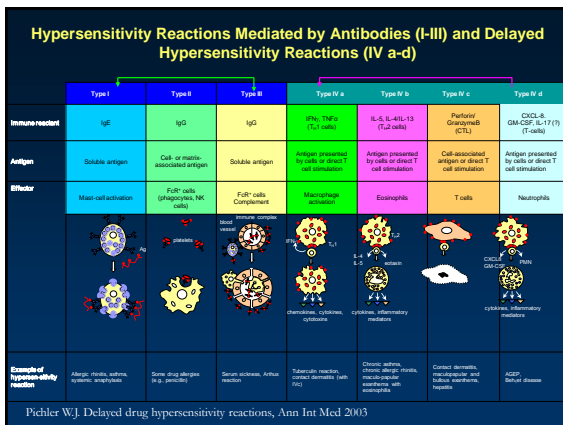 Hypersensitivity Reactions Mediated by Antibodies (I-III) and Delayed
Hypersensitivity Reactions (IV a-d)
Type I
Type II
Type III
Type IV a
Type IV b
Type IV c
Type IV d
Immune reactant
IgE
IgG
IgG
IFNγ, TNFα
(TH1 cells)
IL-5, IL-4/IL-13
(TH2 cells)
Perforin/
GranzymeB
(CTL)
CXCL-8.
GM-CSF, IL-17 (?)
(T-cells)
Antigen
Soluble antigen
Cell- or matrix-
associated antigen
Soluble antigen
Antigen presented
by cells or direct T
cell stimulation
Antigen presented
by cells or direct T
cell stimulation
Cell-associated
antigen or direct T
cell stimulation
Antigen presented
by cells or direct T
cell stimulation
Effector
Mast-cell activation
FcR+ cells
(phagocytes, NK
cells)
FcR+ cells
Complement
Macrophage
activation
Eosinophils
T cells
Neutrophils
Ag
platelets
blood
vessel
immune complex
IFN
TH1
TH2
IL-4
IL-5
eotaxin
CXCL8
GM-CSF
PMN
chemokines, cytokines,
cytotoxins
cytokines, inflammatory
mediators
cytokines, inflammatory
mediators
Example of
hypersen-sitivity
reaction
Allergic rhinitis, asthma,
systemic anaphylaxis
Some drug allergies
(e.g., penicillin)
Serum sickness, Arthus
reaction
Tuberculin reaction,
contact dermatitis (with
IVc)
Chronic asthma,
chronic allergic rhinitis,
maculo-papular
exanthema with
eosinophilia
Contact dermatitis,
maculopapular and
bullous exanthema,
hepatitis
AGEP,
Behçet disease
Pichler W.J. Delayed drug hypersensitivity reactions, Ann Int Med 2003